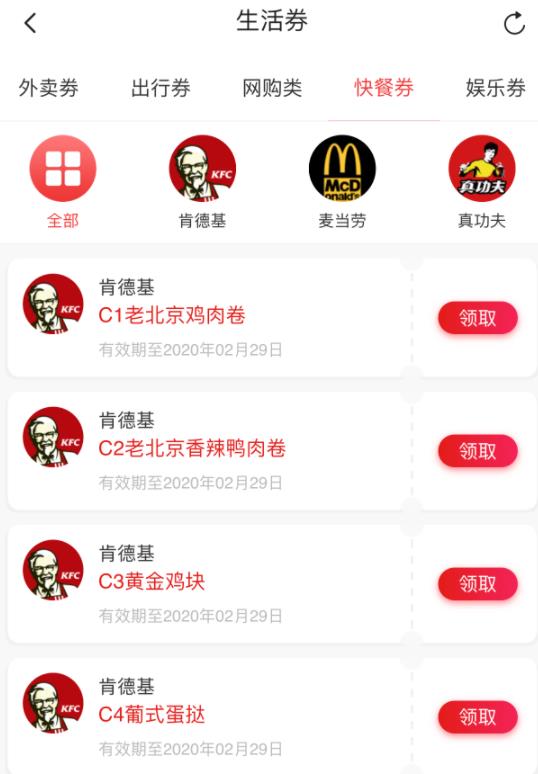 生活券
外卖券 出行券 网购类 快餐券 娱乐券
KFC
McD
onald's
真功夫
全部 肯德基 麦当劳 真功夫
KFC
肯德基
C1老北京鸡肉卷
有效期至2020年02月29日
领取
KFC
肯德基
C2老北京香辣鸭肉卷
有效期至2020年02月29日
领取
KFC
肯德基
C3黄金鸡块
有效期至2020年02月29日
领取
KFC
肯德基
C4葡式蛋挞
有效期至2020年02月29日
领取